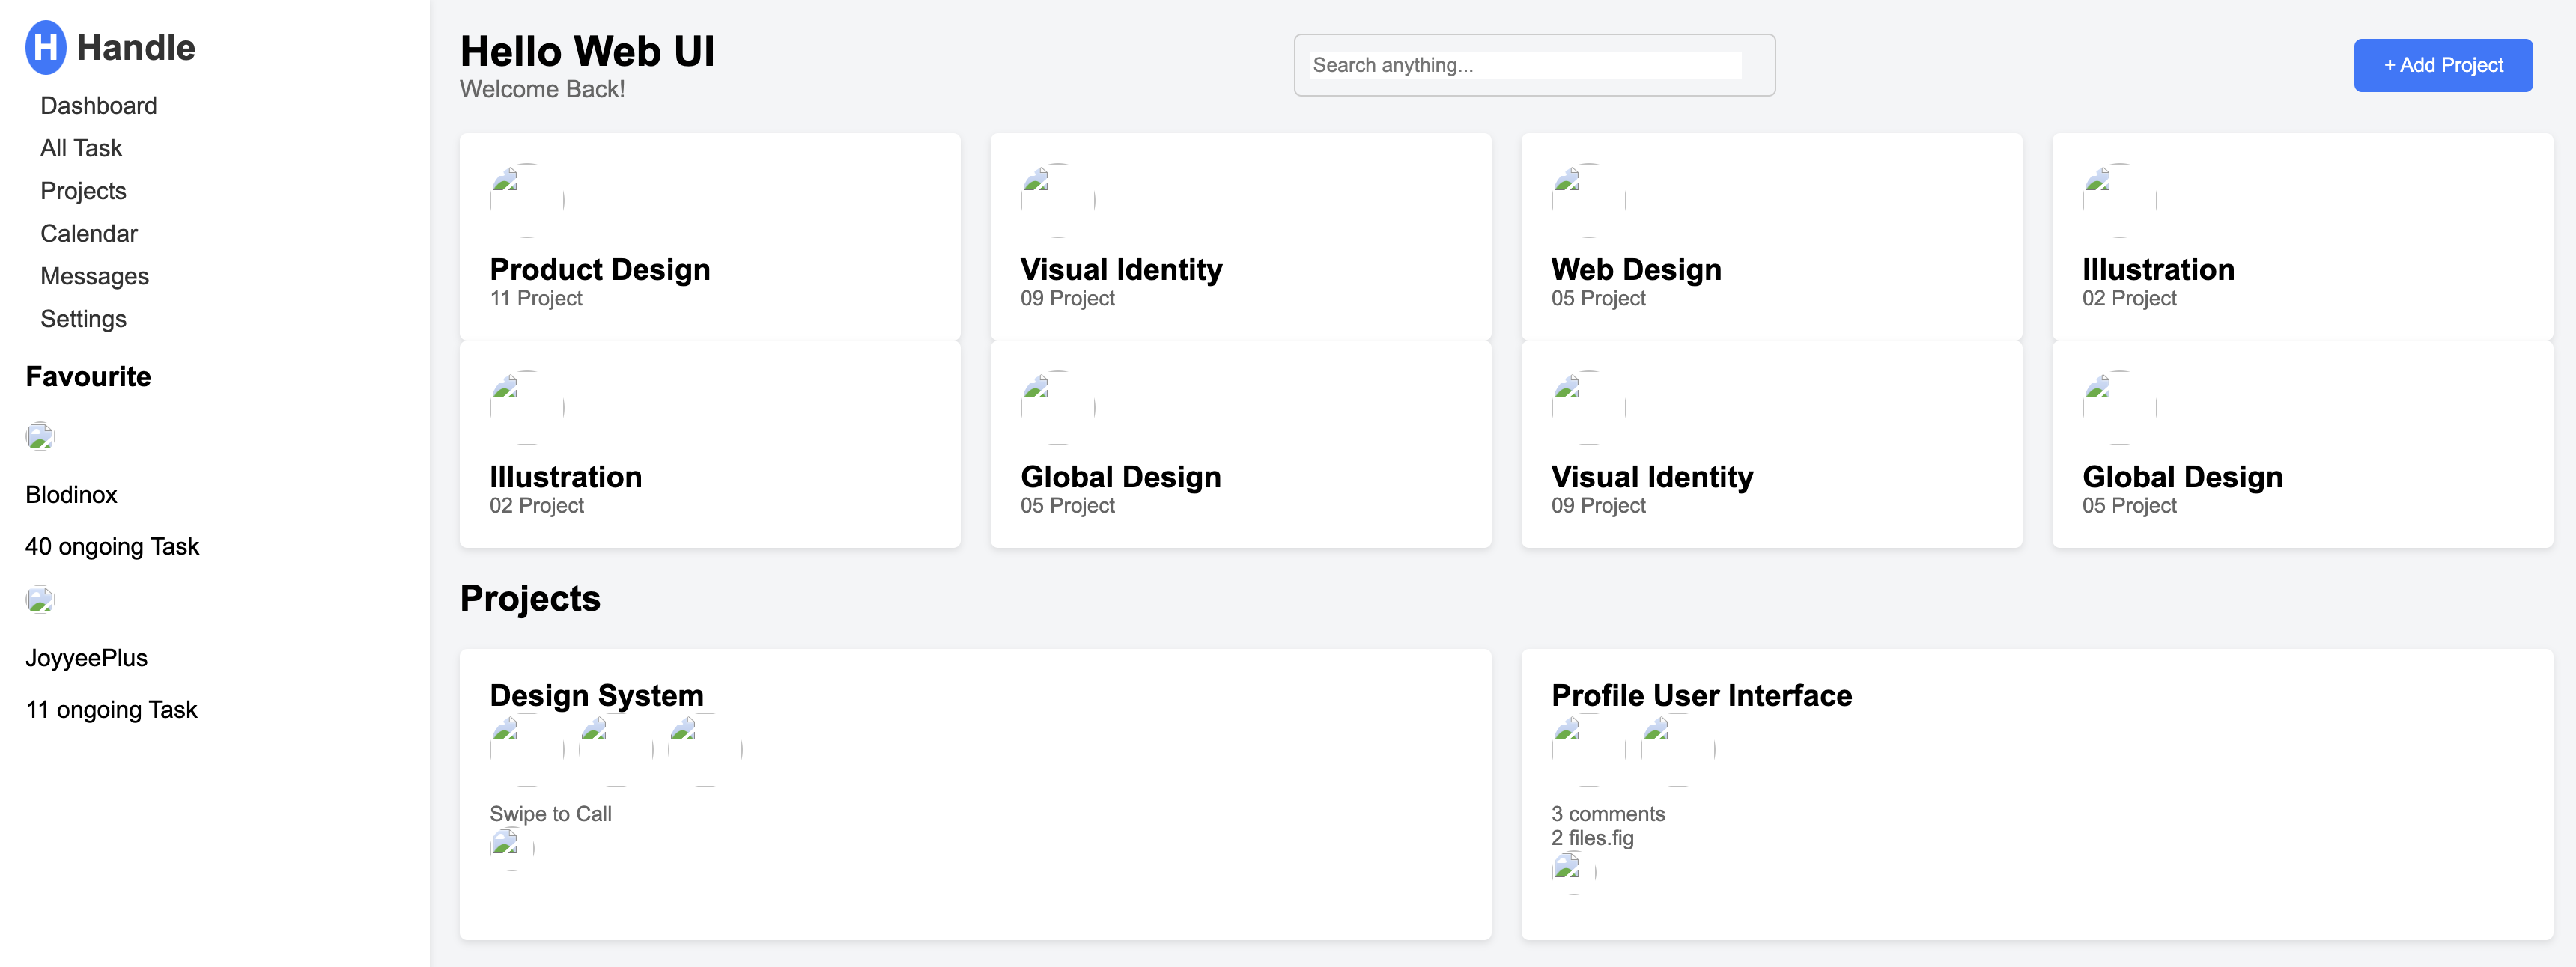 H Handle
Dashboard
All Task
Projects
Calendar
Messages
Settings
Favourite
Blodinox
40 ongoing Task
JoyyeePlus
11 ongoing Task
Hello Web UI
Welcome Back!
Search anything...
+ Add Project
Product Design
11 Project
Visual Identity
09 Project
Web Design
05 Project
Illustration
02 Project
Illustration
02 Project
Global Design
05 Project
Visual Identity
09 Project
Global Design
05 Project
Projects
Design System
Swipe to Call
Profile User Interface
3 comments
2 files.fig